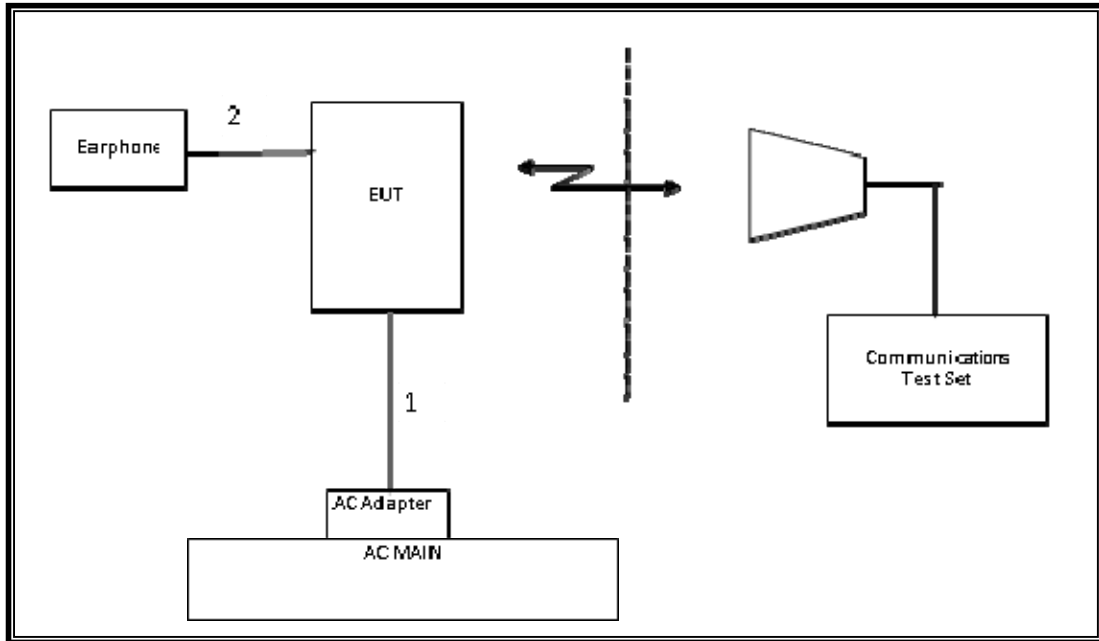 2
Earphone
EUT
Communications
Test Set
1
AC Adapter
AC MAIN